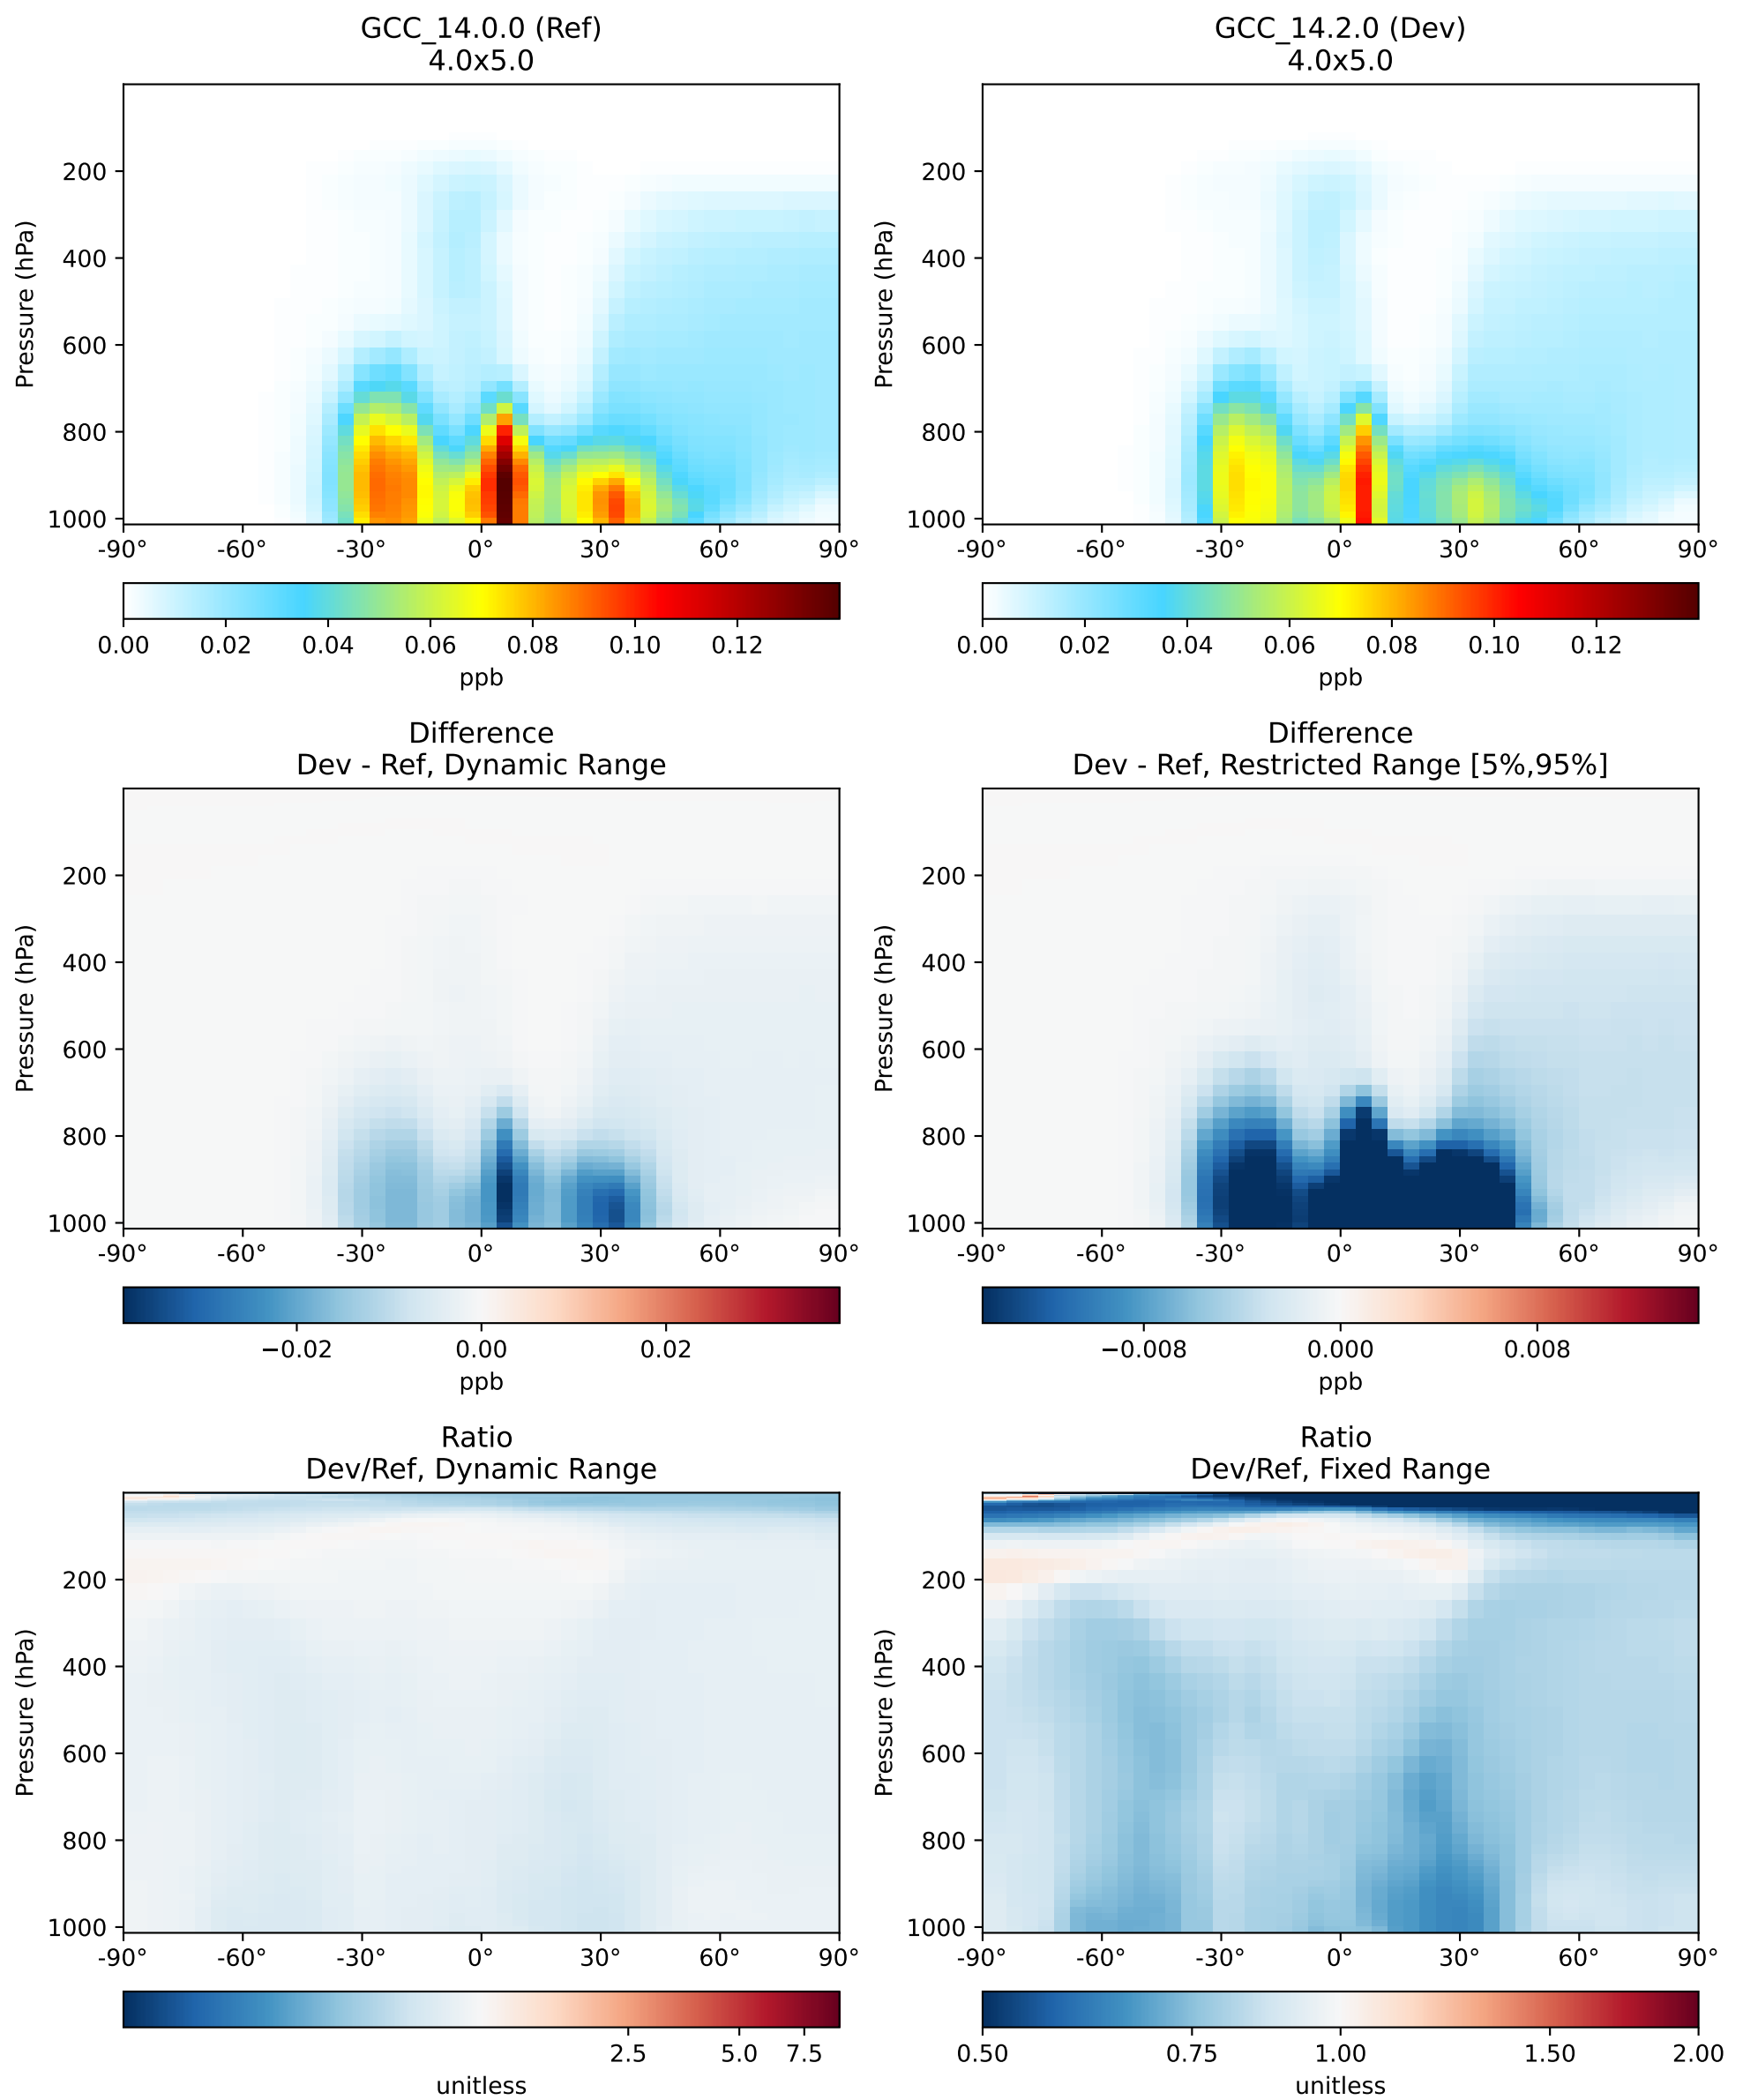 GCC_14.0.0 (Ref)
4.0x5.0
GCC_14.2.0 (Dev)
4.0x5.0
Pressure (hPa)
200
400
600
800
1000
-90° -60° -30° 0° 30° 60° 90°
0.00 0.02 0.04 0.06 0.08 0.10 0.12
ppb
Pressure (hPa)
200
400
600
800
1000
-90° -60° -30° 0° 30° 60° 90°
0.00 0.02 0.04 0.06 0.08 0.10 0.12
ppb
Difference
Dev - Ref, Dynamic Range
Pressure (hPa)
200
400
600
800
1000
-90° -60° -30° 0° 30° 60° 90°
−0.02 0.00 0.02
ppb
Difference
Dev - Ref, Restricted Range [5%,95%]
Pressure (hPa)
200
400
600
800
1000
-90° -60° -30° 0° 30° 60° 90°
−0.008 0.000 0.008
ppb
Ratio
Dev/Ref, Dynamic Range
Pressure (hPa)
200
400
600
800
1000
-90° -60° -30° 0° 30° 60° 90°
2.5 5.0 7.5
unitless
Ratio
Dev/Ref, Fixed Range
Pressure (hPa)
200
400
600
800
1000
-90° -60° -30° 0° 30° 60° 90°
0.50 0.75 1.00 1.50 2.00
unitless